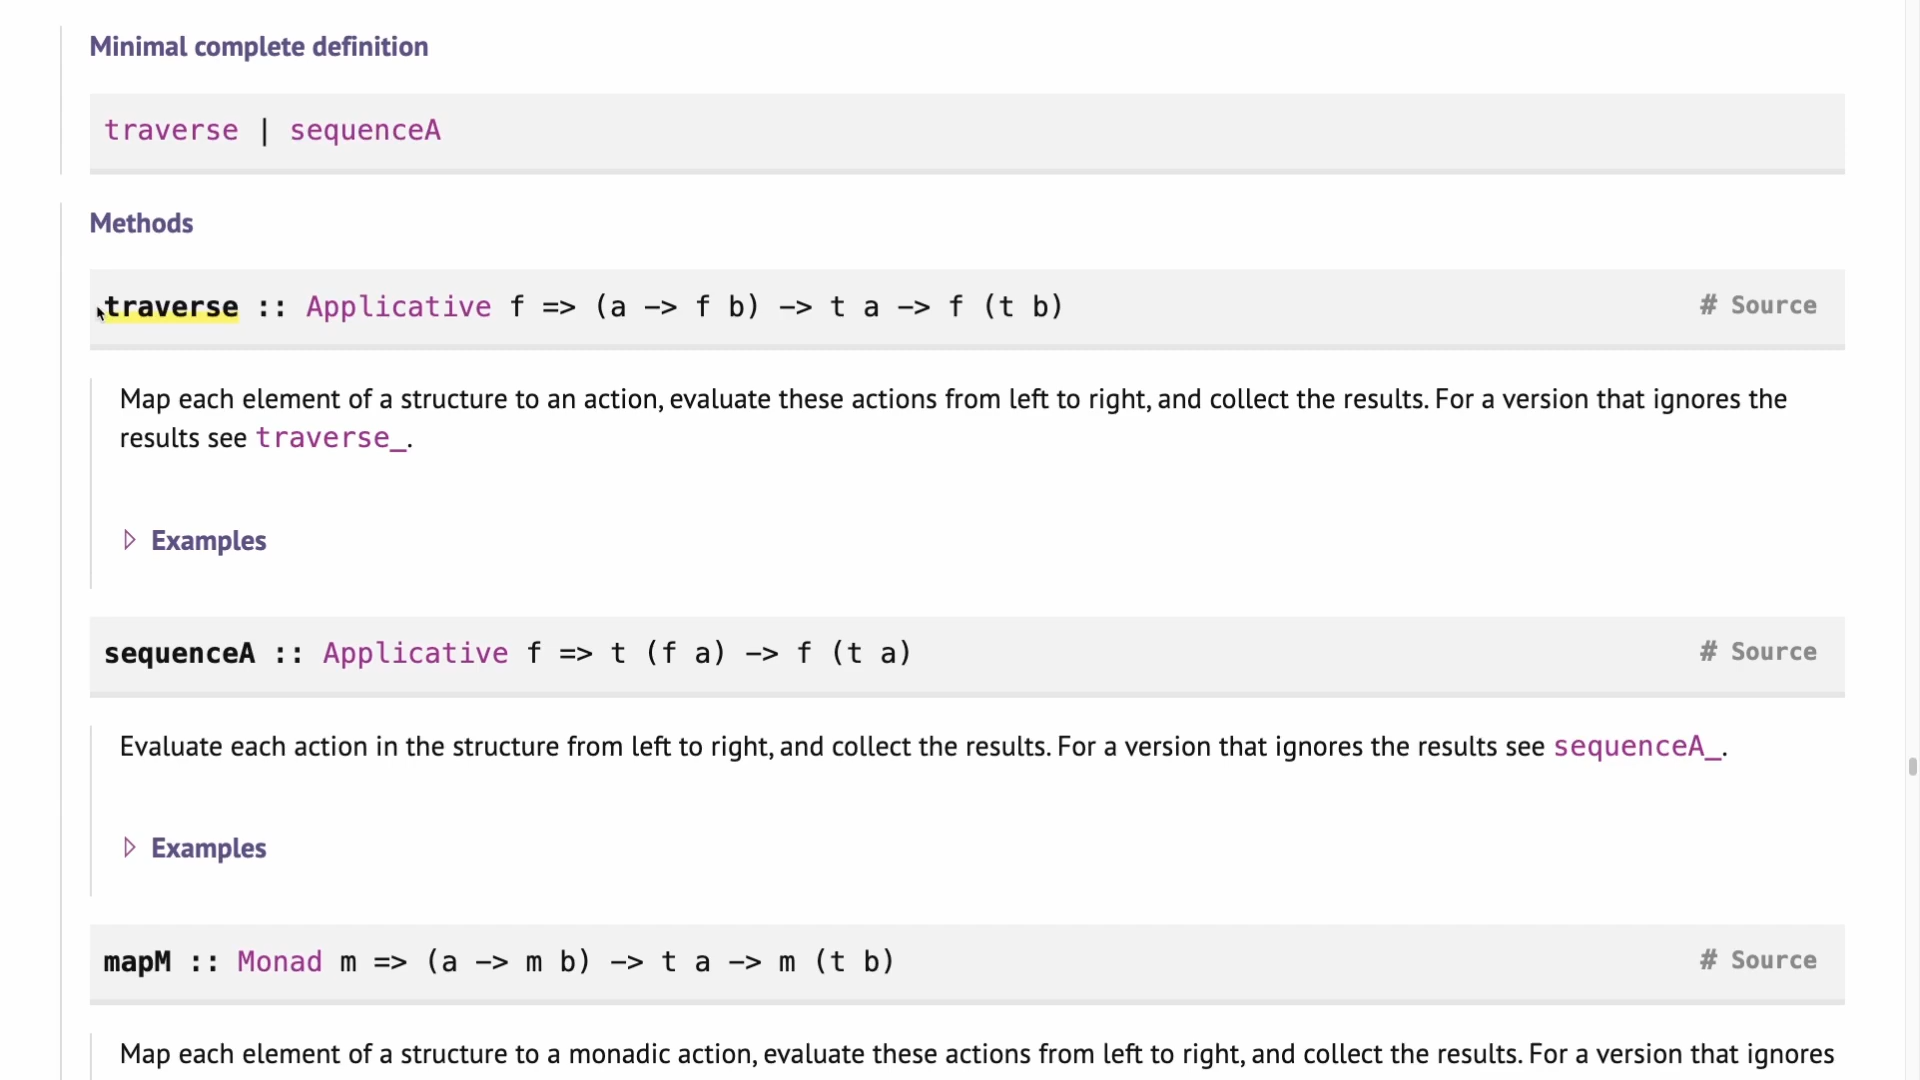 Minimal complete definition
traverse | sequenceA
Methods
traverse :: Applicative f => (a -> f b) -> t a -> f (t b) # Source
Map each element of a structure to an action, evaluate these actions from left to right, and collect the results. For a version that ignores the
results see traverse_.
Examples
sequenceA :: Applicative f => t (f a) -> f (t a) # Source
Evaluate each action in the structure from left to right, and collect the results. For a version that ignores the results see sequenceA_.
Examples
mapM :: Monad m => (a -> m b) -> t a -> m (t b) # Source
Map each element of a structure to a monadic action, evaluate these actions from left to right, and collect the results. For a version that ignores